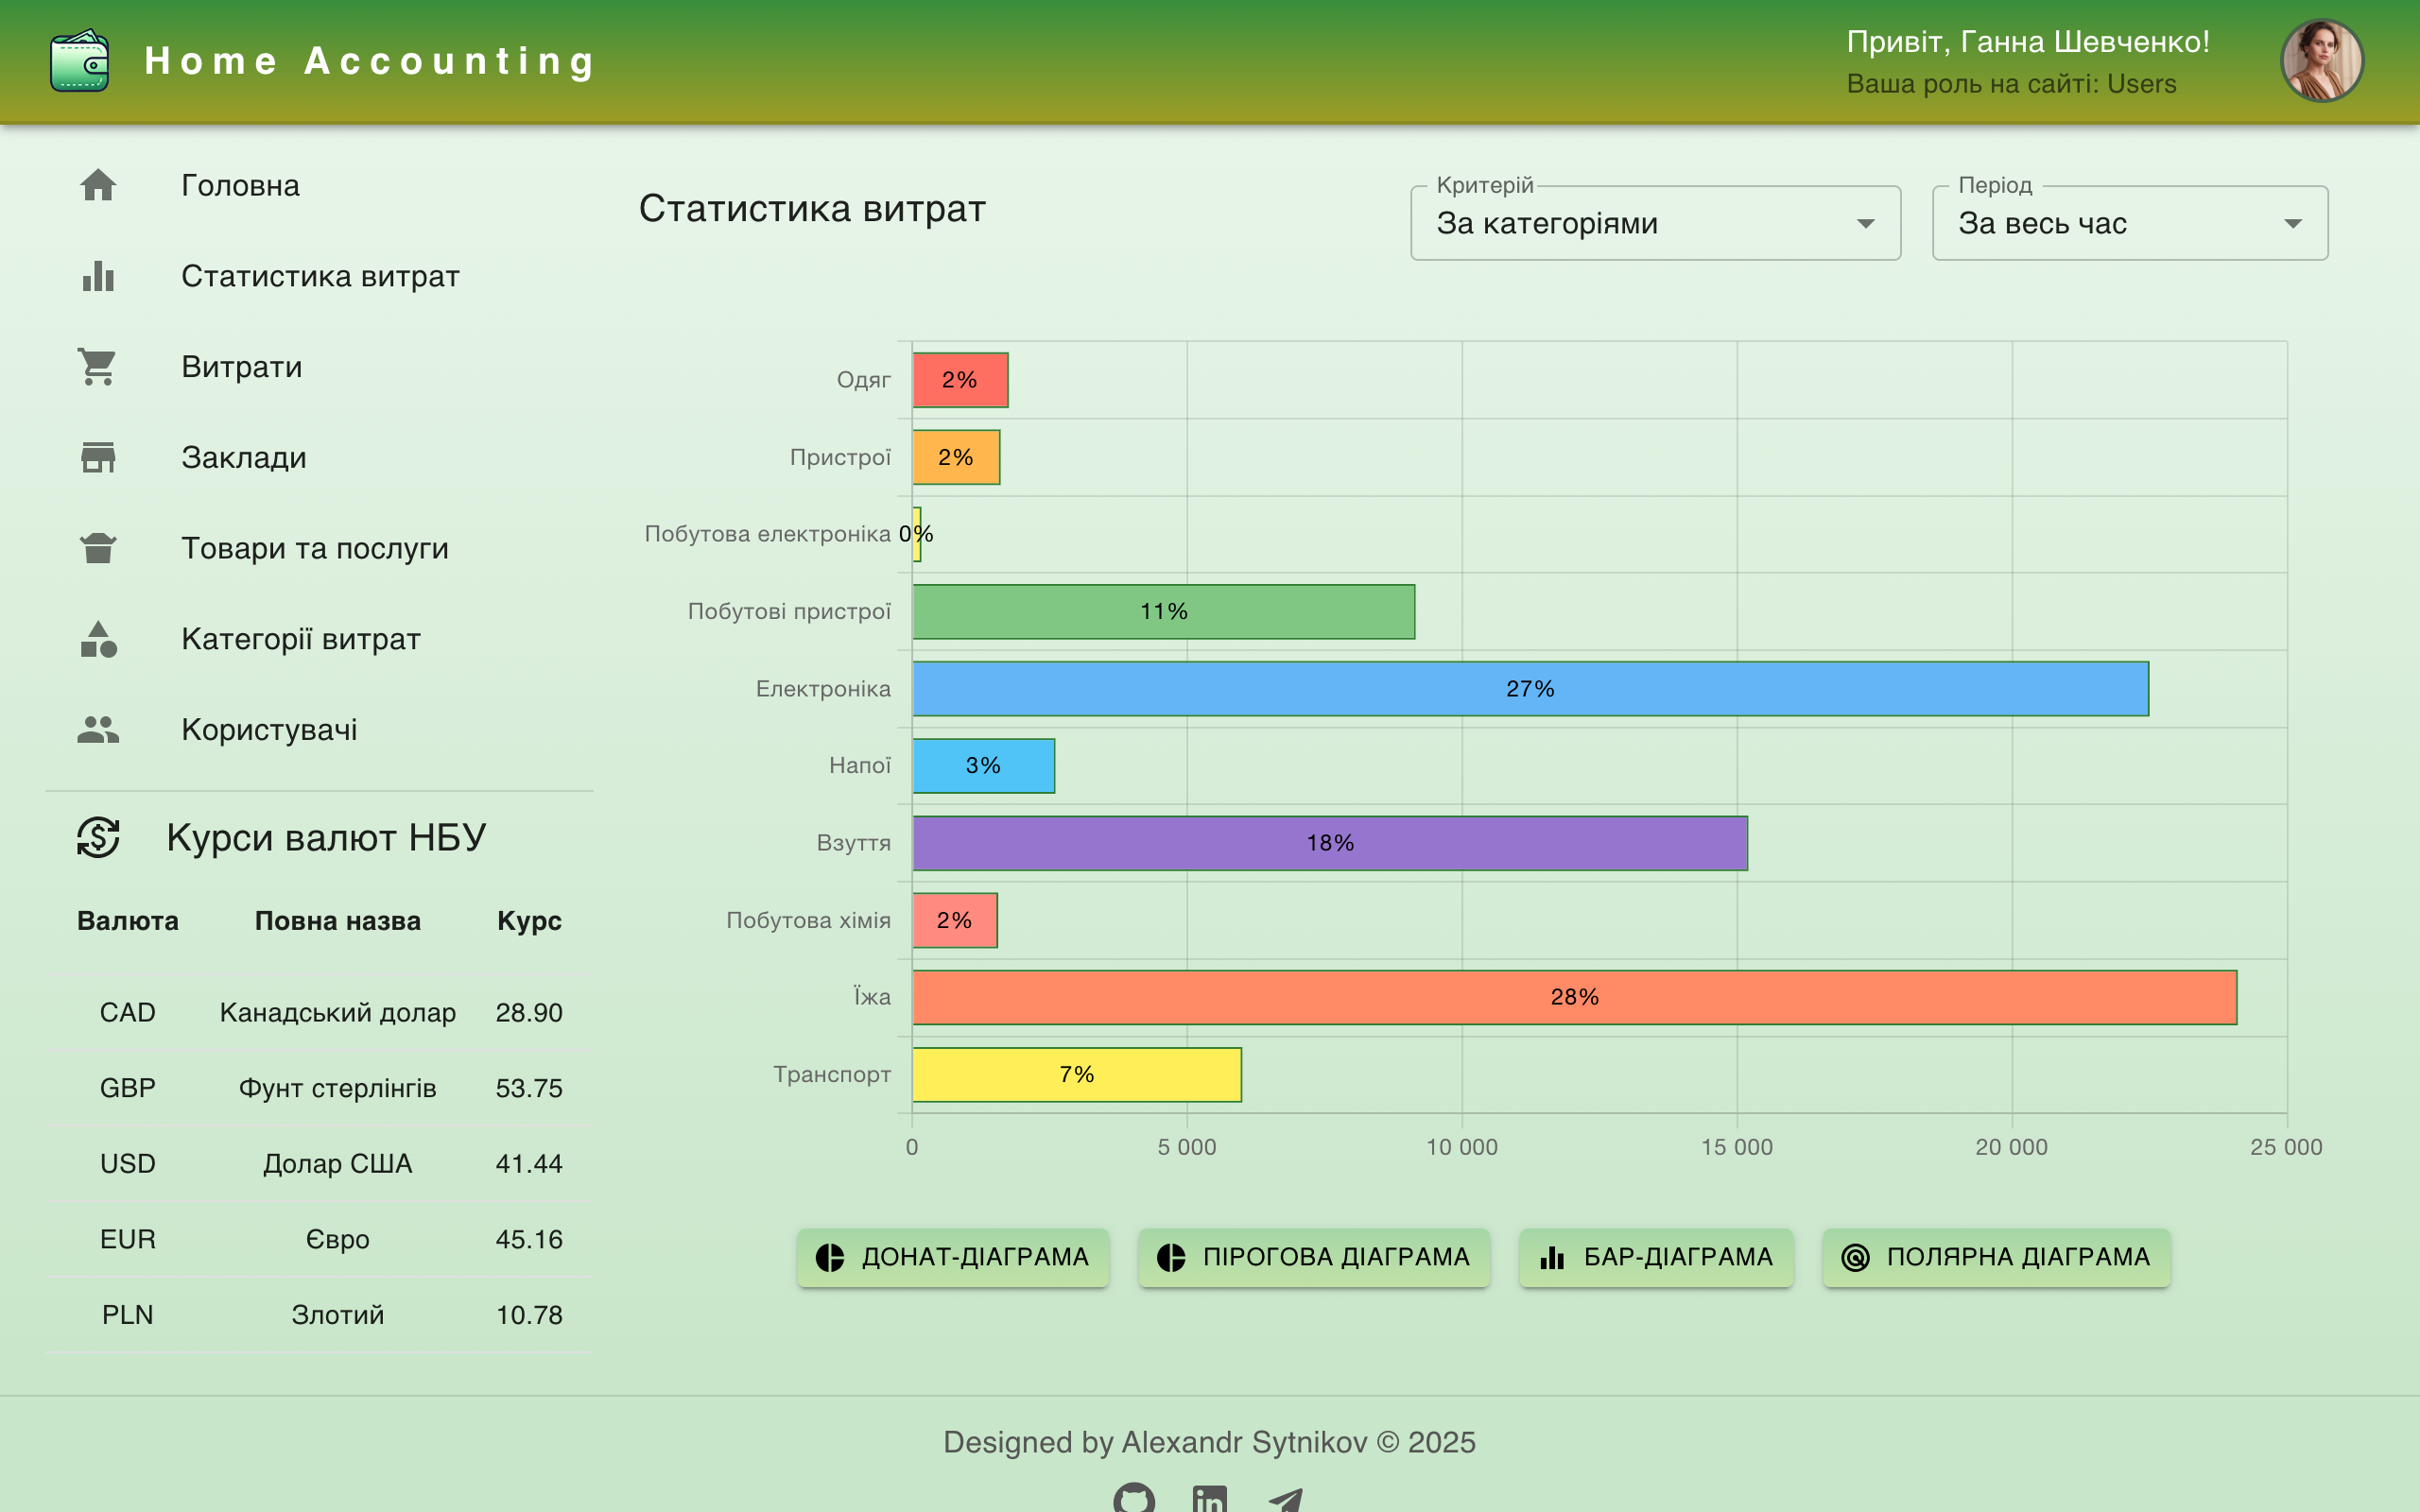 Home Accounting
Привіт, Ганна Шевченко!
Ваша роль на сайті: Users
Головна
Статистика витрат
Витрати
Заклади
Товари та послуги
Категорії витрат
Користувачі
Курси валют НБУ
Валюта Повна назва Курс
CAD Канадський долар 28.90
GBP Фунт стерлінгів 53.75
USD Долар США 41.44
EUR Євро 45.16
PLN Злотий 10.78
Статистика витрат
Критерій
За категоріями
Період
За весь час
Одяг 2%
Пристрої 2%
Побутова електроніка 0%
Побутові пристрої 11%
Електроніка 27%
Напої 3%
Взуття 18%
Побутова хімія 2%
Їжа 28%
Транспорт 7%
0 5 000 10 000 15 000 20 000 25 000
ДОНАТ-ДІАГРАМА ПІРОГОВА ДІАГРАМА БАР-ДІАГРАМА ПОЛЯРНА ДІАГРАМА
Designed by Alexandr Sytnikov © 2025